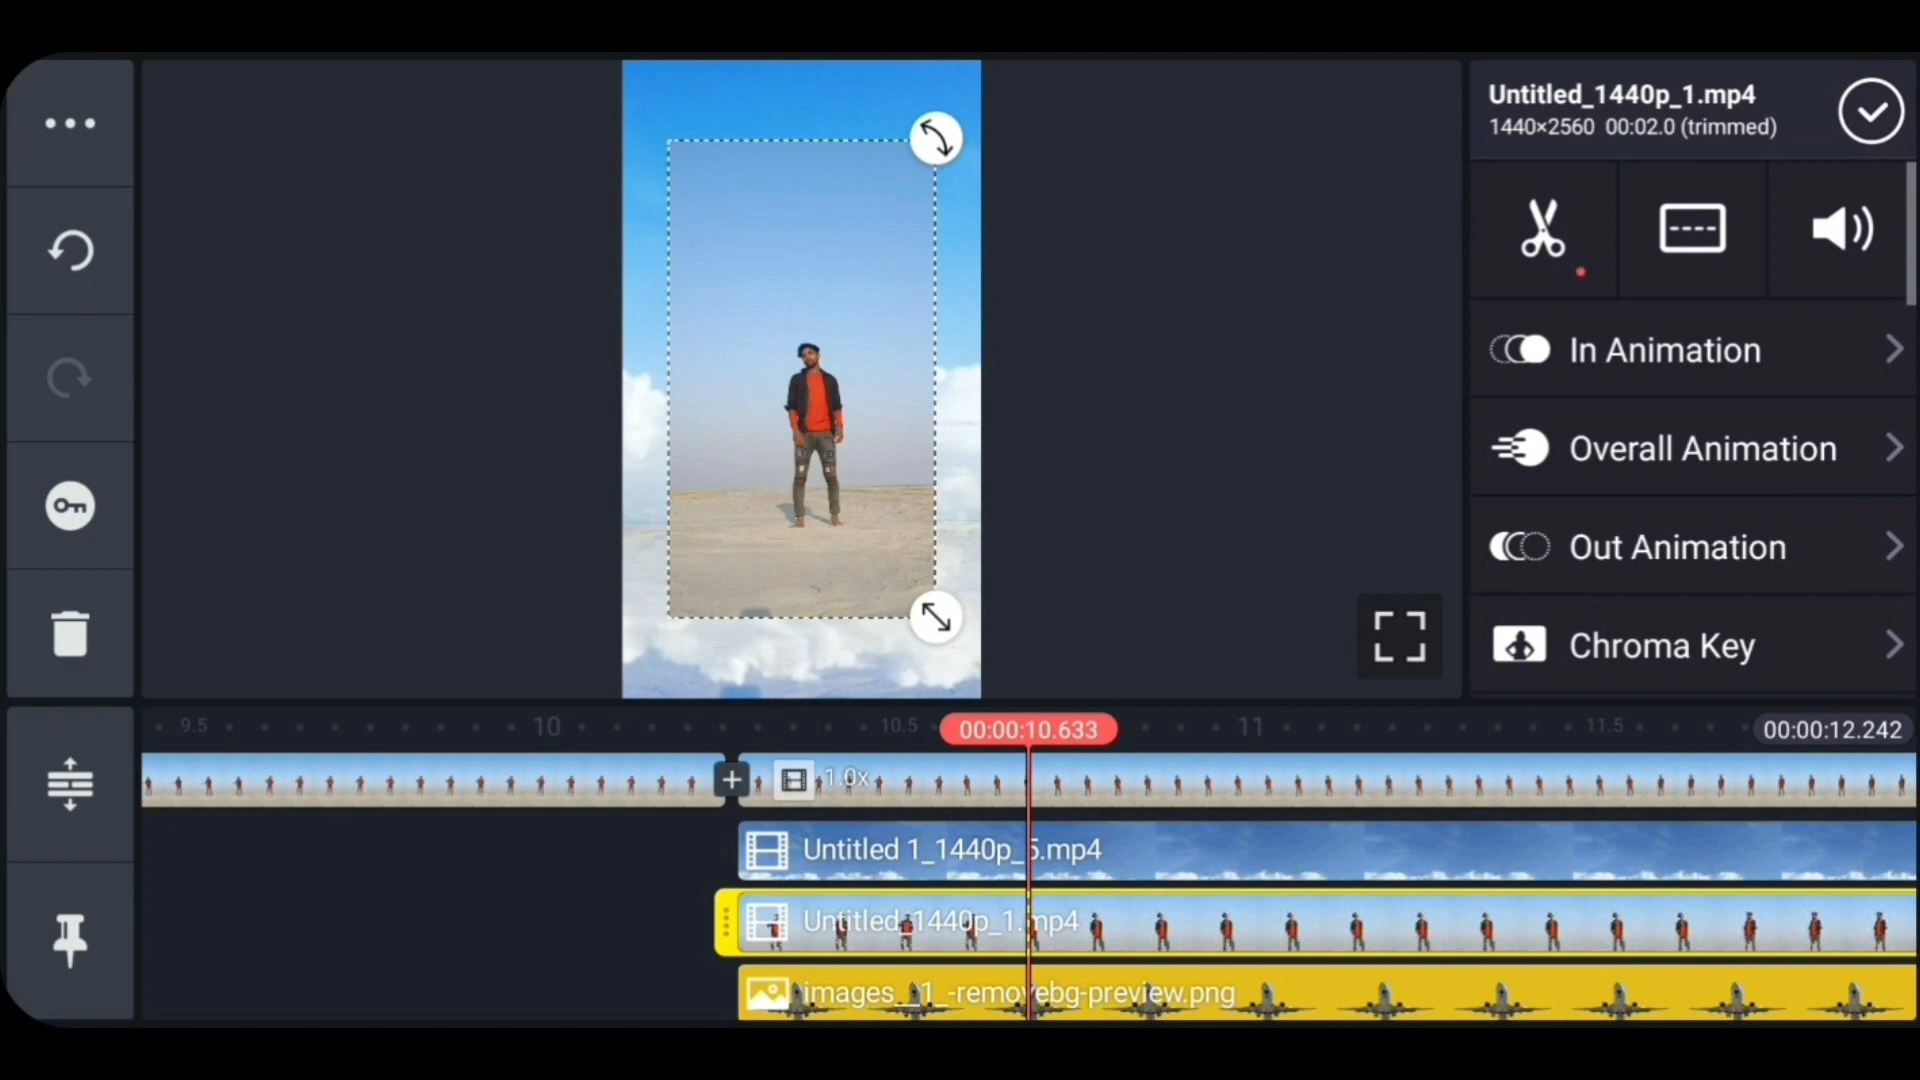 Untitled_1440p_1.mp4
1440×2560 00:02.0 (trimmed)
In Animation
Overall Animation
Out Animation
Chroma Key
9.5 10 10.5 00:00:10.633 11 11.5 00:00:12.242
1.0x
Untitled 1_1440p_5.mp4
Untitled_1440p_1.mp4
images__1_-removebg-preview.png